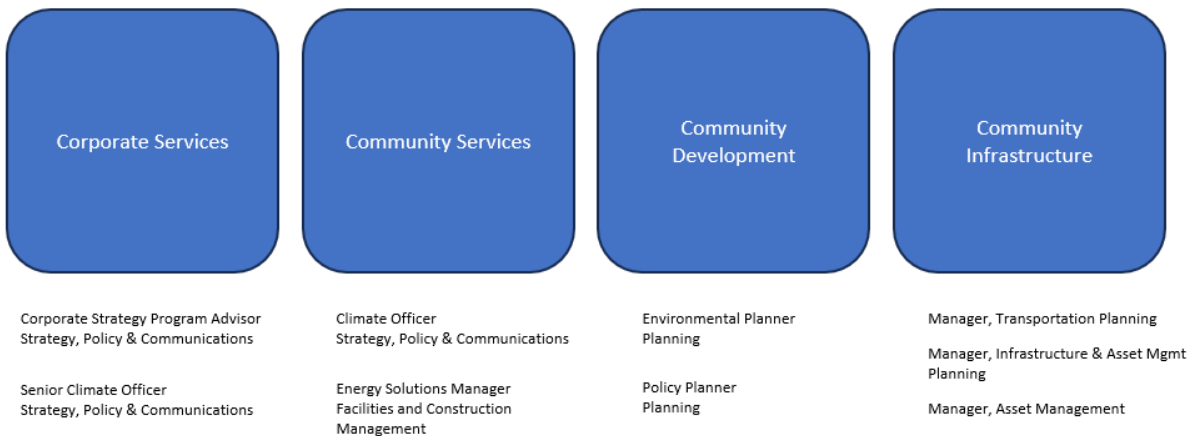 Corporate Services
Community Services
Community
Development
Community
Infrastructure
Corporate Strategy Program Advisor
Strategy, Policy & Communications
Senior Climate Officer
Strategy, Policy & Communications
Climate Officer
Strategy, Policy & Communications
Energy Solutions Manager
Facilities and Construction
Management
Environmental Planner
Planning
Policy Planner
Planning
Manager, Transportation Planning
Manager, Infrastructure & Asset Mgmt
Planning
Manager, Asset Management